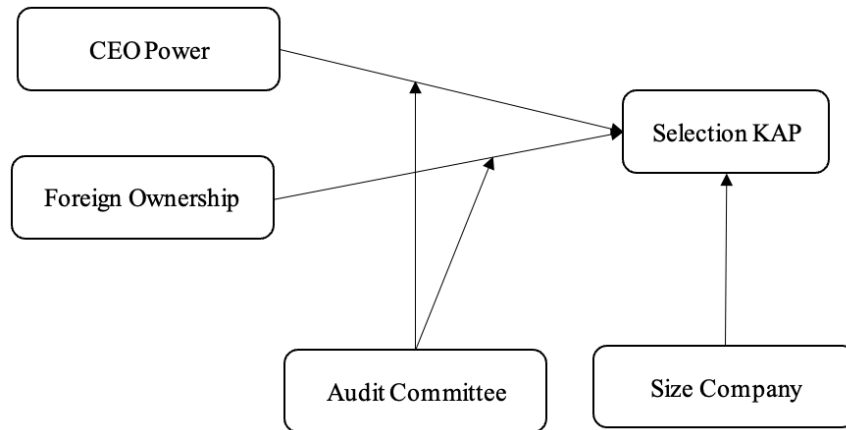 CEO Power
Selection KAP
Foreign Ownership
Audit Committee
Size Company